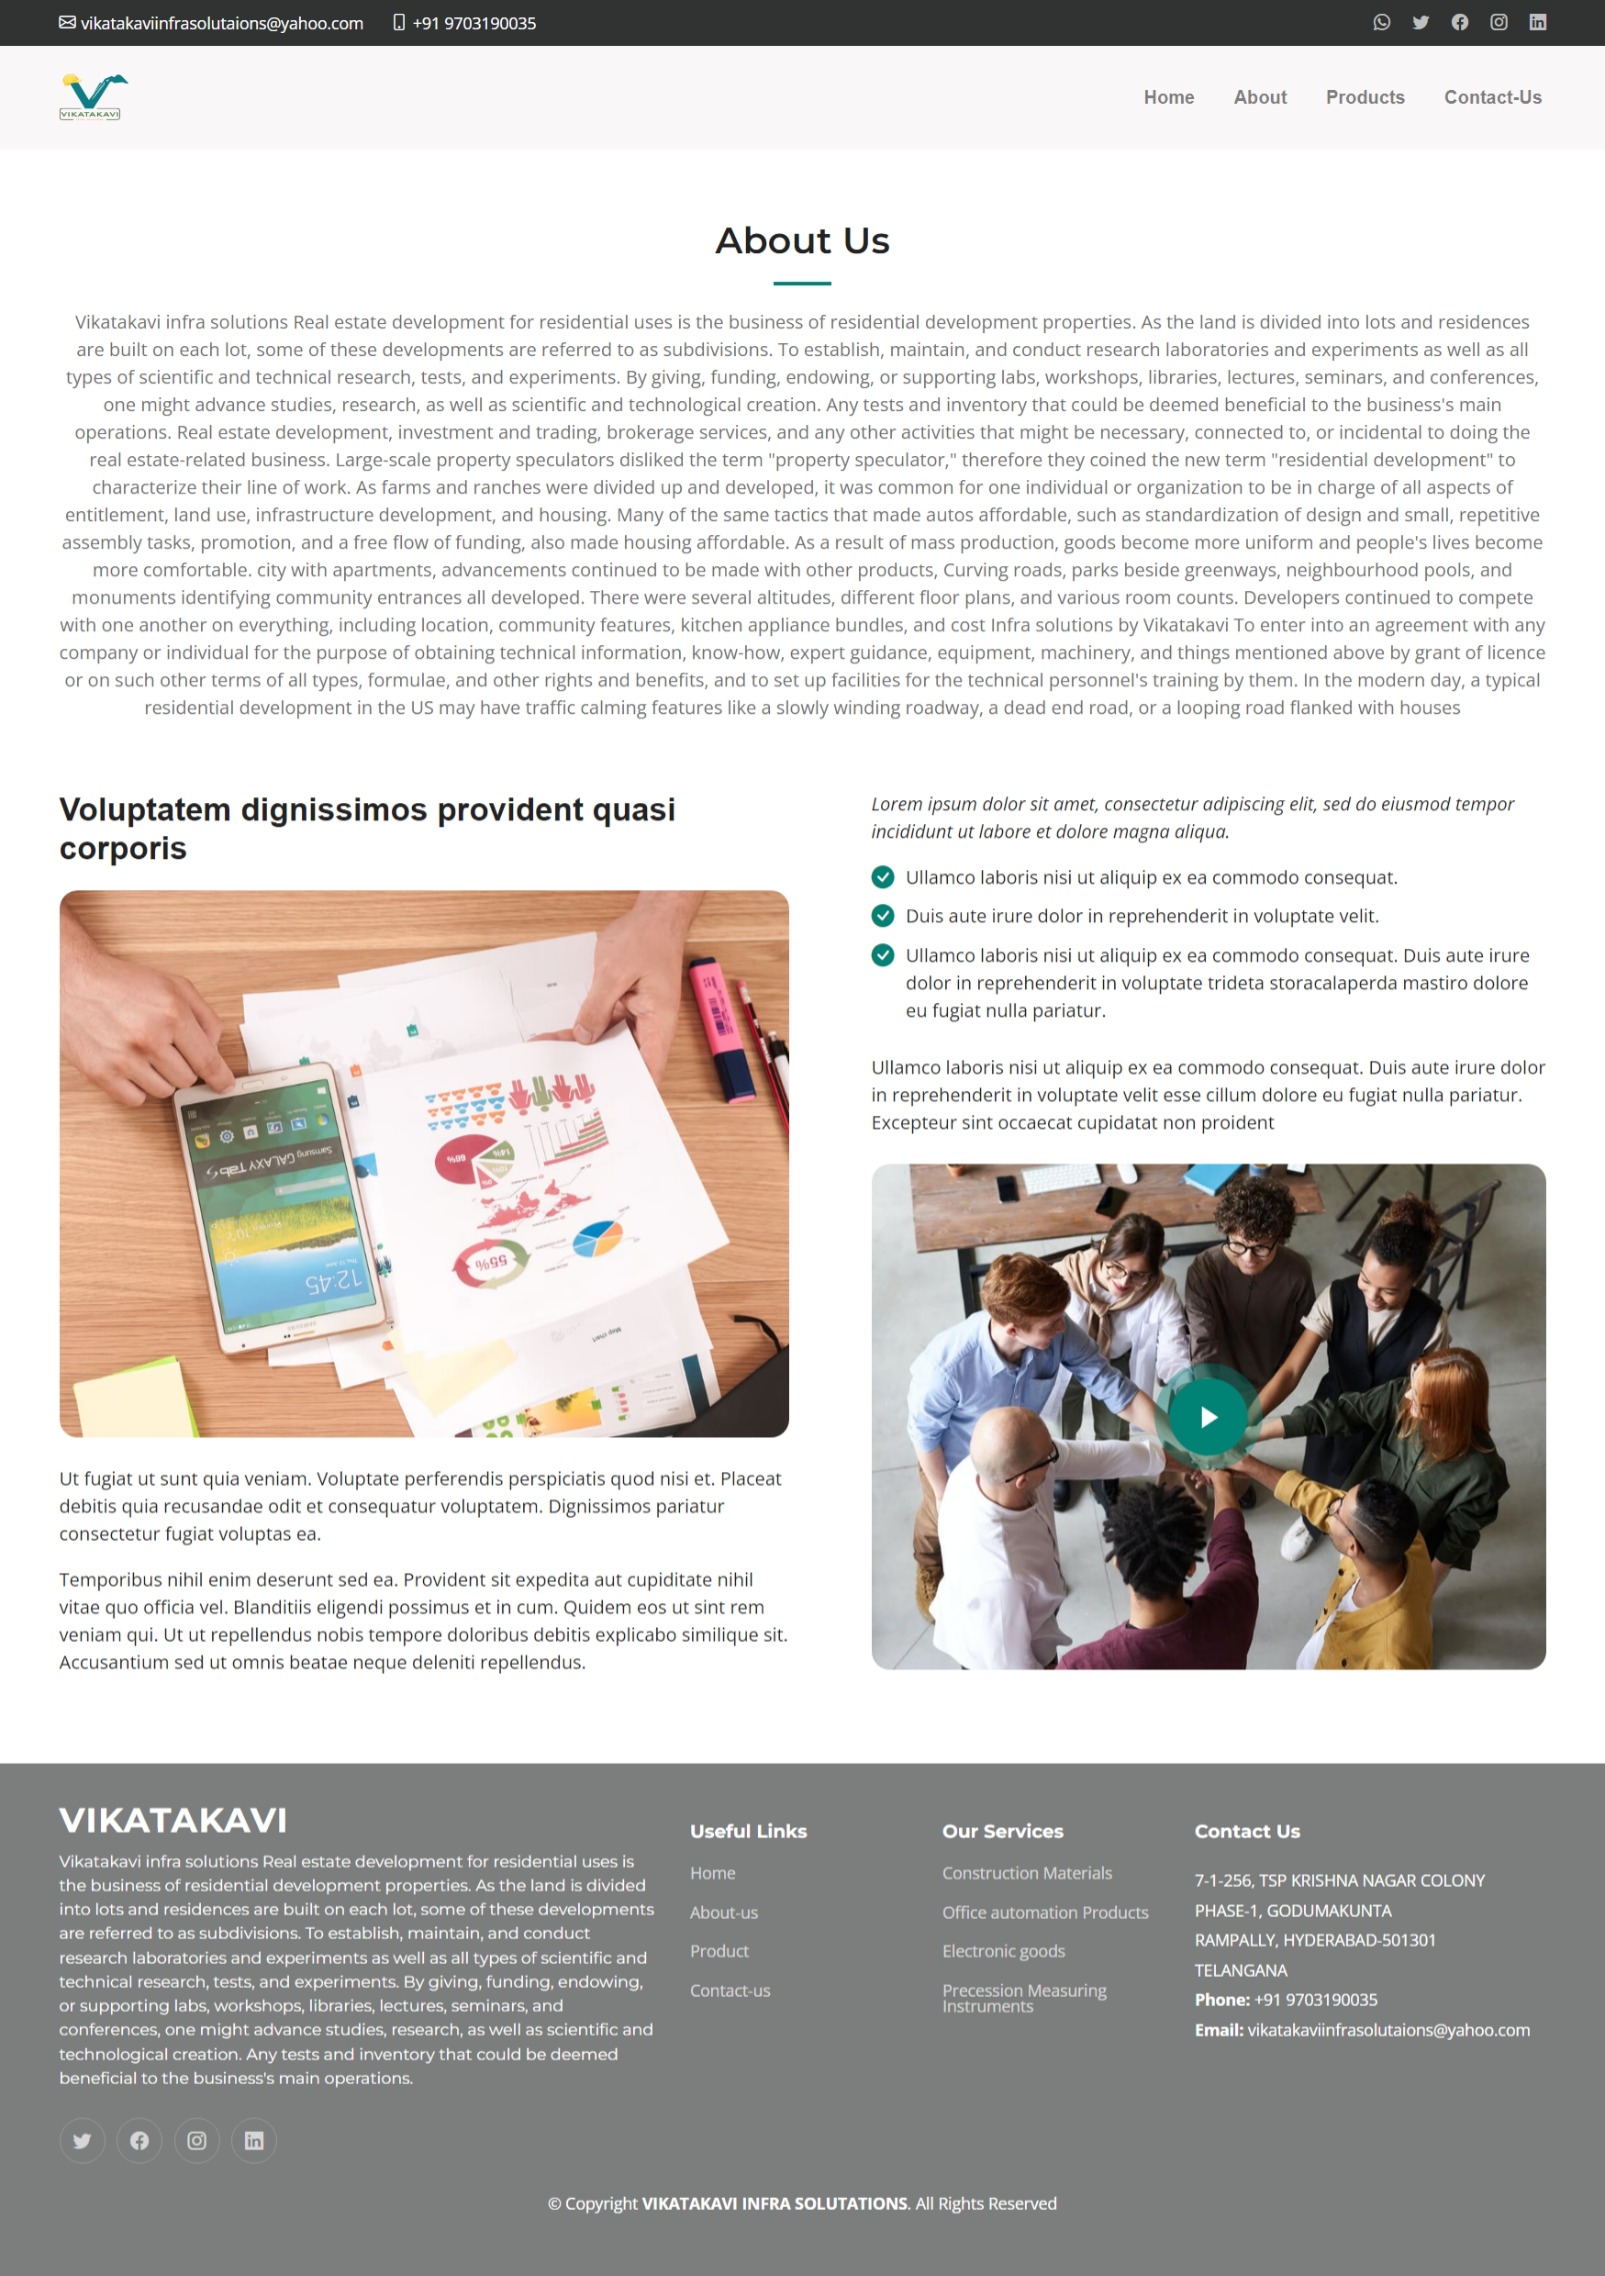 vikatakaviinfrasolutaions@yahoo.com +91 9703190035
VIKATAKAVI
Home About Products Contact-Us
About Us
Vikatakavi infra solutions Real estate development for residential uses is the business of residential development properties. As the land is divided into lots and residences
are built on each lot, some of these developments are referred to as subdivisions. To establish, maintain, and conduct research laboratories and experiments as well as all
types of scientific and technical research, tests, and experiments. By giving, funding, endowing, or supporting labs, workshops, libraries, lectures, seminars, and conferences,
one might advance studies, research, as well as scientific and technological creation. Any tests and inventory that could be deemed beneficial to the business's main
operations. Real estate development, investment and trading, brokerage services, and any other activities that might be necessary, connected to, or incidental to doing the
real estate-related business. Large-scale property speculators disliked the term "property speculator," therefore they coined the new term "residential development" to
characterize their line of work. As farms and ranches were divided up and developed, it was common for one individual or organization to be in charge of all aspects of
entitlement, land use, infrastructure development, and housing. Many of the same tactics that made autos affordable, such as standardization of design and small, repetitive
assembly tasks, promotion, and a free flow of funding, also made housing affordable. As a result of mass production, goods become more uniform and people's lives become
more comfortable. city with apartments, advancements continued to be made with other products, Curving roads, parks beside greenways, neighbourhood pools, and
monuments identifying community entrances all developed. There were several altitudes, different floor plans, and various room counts. Developers continued to compete
with one another on everything, including location, community features, kitchen appliance bundles, and cost Infra solutions by Vikatakavi To enter into an agreement with any
company or individual for the purpose of obtaining technical information, know-how, expert guidance, equipment, machinery, and things mentioned above by grant of licence
or on such other terms of all types, formulae, and other rights and benefits, and to set up facilities for the technical personnel's training by them. In the modern day, a typical
residential development in the US may have traffic calming features like a slowly winding roadway, a dead end road, or a looping road flanked with houses
Voluptatem dignissimos provident quasi
corporis
Samsung GALAXY Tab S
12:45
SAMSUNG
66%
14%
55%
Map chart
Ut fugiat ut sunt quia veniam. Voluptate perferendis perspiciatis quod nisi et. Placeat
debitis quia recusandae odit et consequatur voluptatem. Dignissimos pariatur
consectetur fugiat voluptas ea.
Temporibus nihil enim deserunt sed ea. Provident sit expedita aut cupiditate nihil
vitae quo officia vel. Blanditiis eligendi possimus et in cum. Quidem eos ut sint rem
veniam qui. Ut ut repellendus nobis tempore doloribus debitis explicabo similique sit.
Accusantium sed ut omnis beatae neque deleniti repellendus.
Lorem ipsum dolor sit amet, consectetur adipiscing elit, sed do eiusmod tempor
incididunt ut labore et dolore magna aliqua.
Ullamco laboris nisi ut aliquip ex ea commodo consequat.
Duis aute irure dolor in reprehenderit in voluptate velit.
Ullamco laboris nisi ut aliquip ex ea commodo consequat. Duis aute irure
dolor in reprehenderit in voluptate trideta storacalaperda mastiro dolore
eu fugiat nulla pariatur.
Ullamco laboris nisi ut aliquip ex ea commodo consequat. Duis aute irure dolor
in reprehenderit in voluptate velit esse cillum dolore eu fugiat nulla pariatur.
Excepteur sint occaecat cupidatat non proident
VIKATAKAVI
Vikatakavi infra solutions Real estate development for residential uses is
the business of residential development properties. As the land is divided
into lots and residences are built on each lot, some of these developments
are referred to as subdivisions. To establish, maintain, and conduct
research laboratories and experiments as well as all types of scientific and
technical research, tests, and experiments. By giving, funding, endowing,
or supporting labs, workshops, libraries, lectures, seminars, and
conferences, one might advance studies, research, as well as scientific and
technological creation. Any tests and inventory that could be deemed
beneficial to the business's main operations.
Useful Links
Home
About-us
Product
Contact-us
Our Services
Construction Materials
Office automation Products
Electronic goods
Precession Measuring
Instruments
Contact Us
7-1-256, TSP KRISHNA NAGAR COLONY
PHASE-1, GODUMAKUNTA
RAMPALLY, HYDERABAD-501301
TELANGANA
Phone: +91 9703190035
Email: vikatakaviinfrasolutaions@yahoo.com
© Copyright VIKATAKAVI INFRA SOLUTATIONS. All Rights Reserved